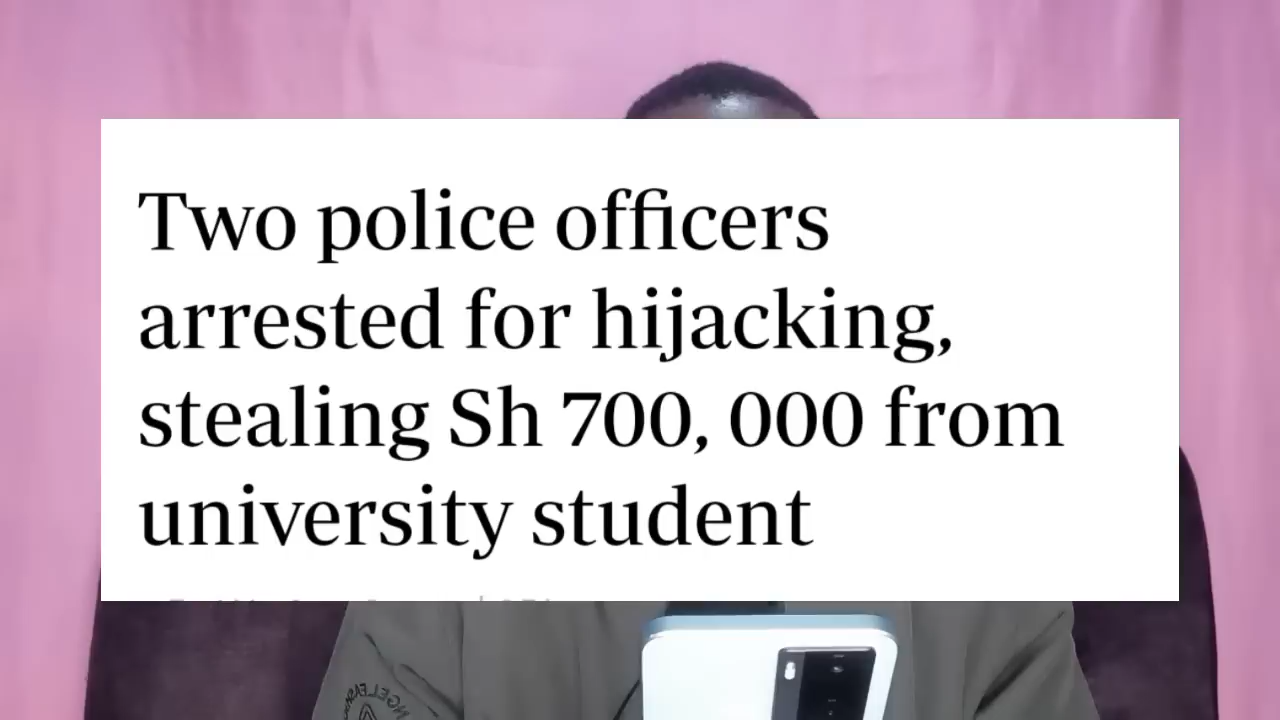 Two police officers
arrested for hijacking,
stealing Sh 700, 000 from
university student